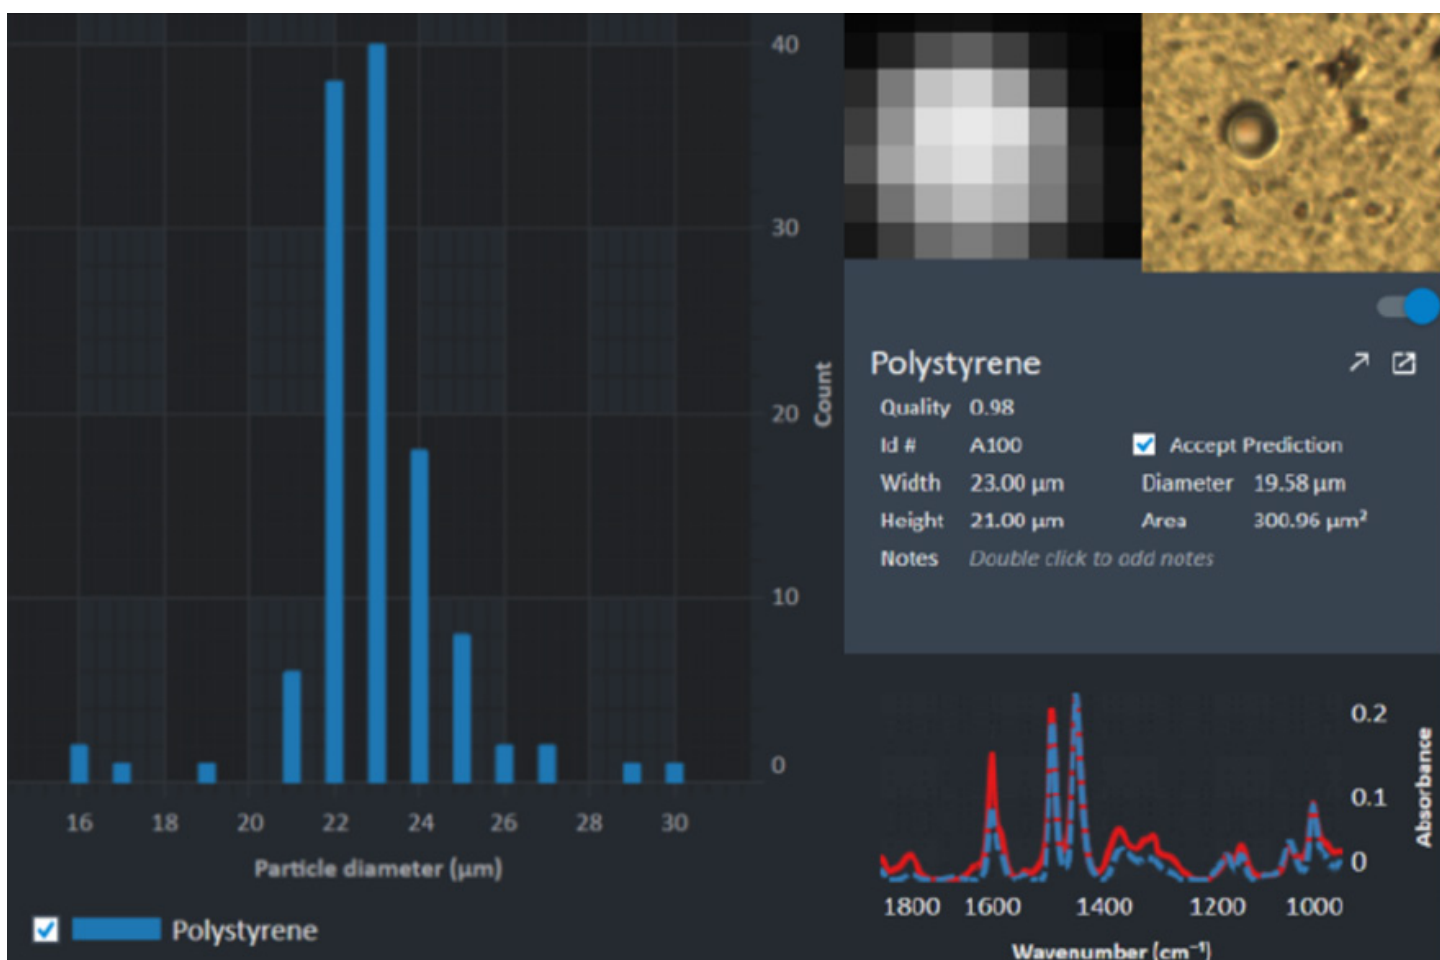 40
30
20
10
0
Count
16 18 20 22 24 26 28 30
Particle diameter (µm)
Polystyrene
Polystyrene
Quality 0.98
Id # A100 Accept Prediction
Width 23.00 µm Diameter 19.58 µm
Height 21.00 µm Area 300.96 µm²
Notes Double click to add notes
0.2
0.1
0
Absorbance
1800 1600 1400 1200 1000
Wavenumber (cm⁻¹)